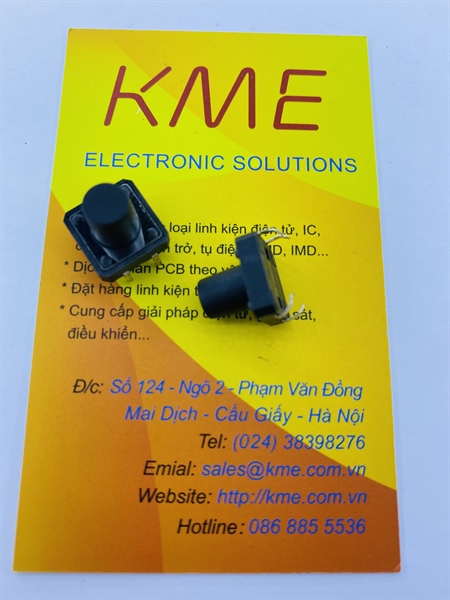 KME
ELECTRONIC SOLUTIONS
loại linh kiện điện tử, IC,
trở, tụ IMD...
* PCB theo
* Đặt hàng linh kiện
* Cung cấp giải pháp
điều khiển...
Đ/c: Số 124 - Ngõ 2 - Phạm Văn Đồng
Mai Dịch - Cầu Giấy - Hà Nội
Tel: (024) 38398276
Emial: sales@kme.com.vn
Website: http://kme.com.vn
Hotline: 086 885 5536